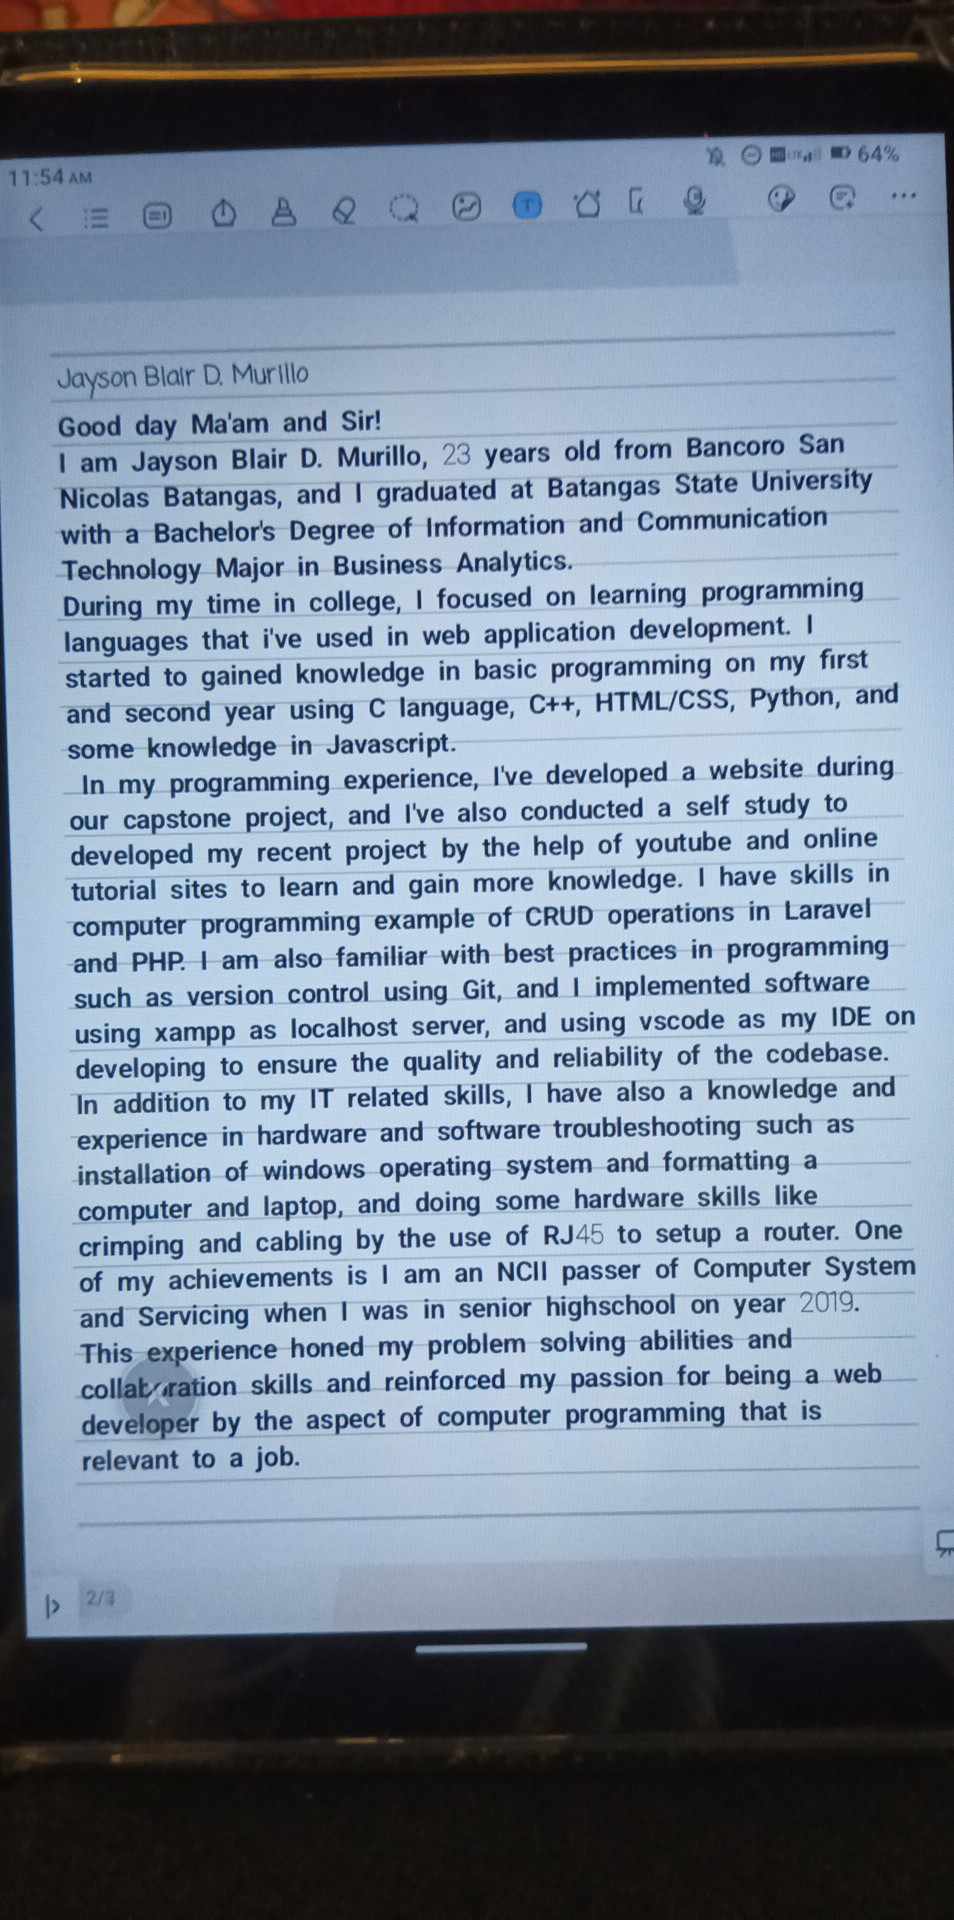 11:54 AM
64%
Jayson Blair D. Murillo
Good day Ma'am and Sir!
I am Jayson Blair D. Murillo, 23 years old from Bancoro San
Nicolas Batangas, and I graduated at Batangas State University
with a Bachelor's Degree of Information and Communication
Technology Major in Business Analytics.
During my time in college, I focused on learning programming
languages that i've used in web application development. I
started to gained knowledge in basic programming on my first
and second year using C language, C++, HTML/CSS, Python, and
some knowledge in Javascript.
In my programming experience, I've developed a website during
our capstone project, and I've also conducted a self study to
developed my recent project by the help of youtube and online
tutorial sites to learn and gain more knowledge. I have skills in
computer programming example of CRUD operations in Laravel
and PHP. I am also familiar with best practices in programming
such as version control using Git, and I implemented software
using xampp as localhost server, and using vscode as my IDE on
developing to ensure the quality and reliability of the codebase.
In addition to my IT related skills, I have also a knowledge and
experience in hardware and software troubleshooting such as
installation of windows operating system and formatting a
computer and laptop, and doing some hardware skills like
crimping and cabling by the use of RJ45 to setup a router. One
of my achievements is I am an NCII passer of Computer System
and Servicing when I was in senior highschool on year 2019.
This experience honed my problem solving abilities and
collaboration skills and reinforced my passion for being a web
developer by the aspect of computer programming that is
relevant to a job.
2/3